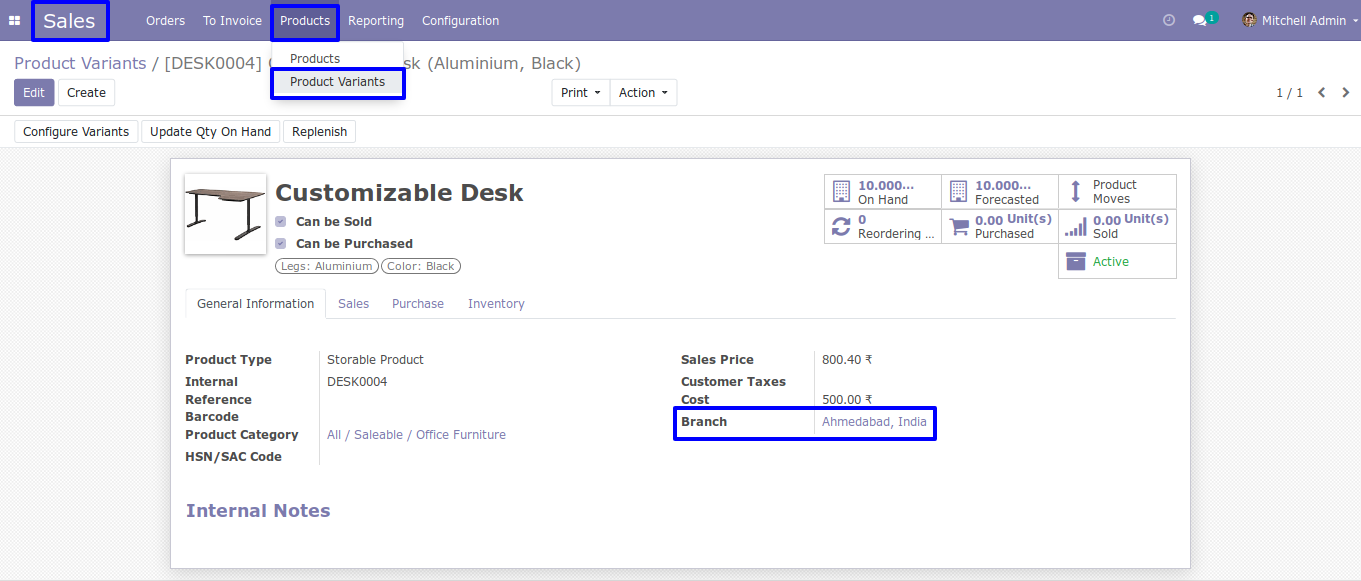 Sales Orders To Invoice Products Reporting Configuration 1 Mitchell Admin
Products
Product Variants / [DESK0004] sk (Aluminium, Black)
Product Variants
Edit Create Print Action 1 / 1
Configure Variants Update Qty On Hand Replenish
Customizable Desk
Can be Sold
Can be Purchased
Legs: Aluminium Color: Black
10.000...
On Hand
10.000...
Forecasted
Product
Moves
0
Reordering ...
0.00 Unit(s)
Purchased
0.00 Unit(s)
Sold
Active
General Information Sales Purchase Inventory
Product Type Storable Product
Internal Reference DESK0004
Barcode
Product Category All / Saleable / Office Furniture
HSN/SAC Code
Sales Price 800.40 ₹
Customer Taxes
Cost 500.00 ₹
Branch Ahmedabad, India
Internal Notes